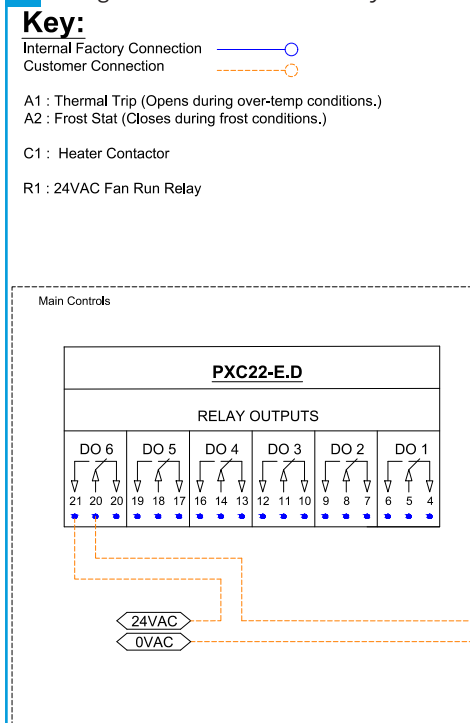 Key:
Internal Factory Connection
Customer Connection
A1 : Thermal Trip (Opens during over-temp conditions.)
A2 : Frost Stat (Closes during frost conditions.)
C1 : Heater Contactor
R1 : 24VAC Fan Run Relay
Main Controls
PXC22-E.D
RELAY OUTPUTS
DO 6 DO 5 DO 4 DO 3 DO 2 DO 1
21 20 20 19 18 17 16 14 13 12 11 10 9 8 7 6 5 4
24VAC
0VAC